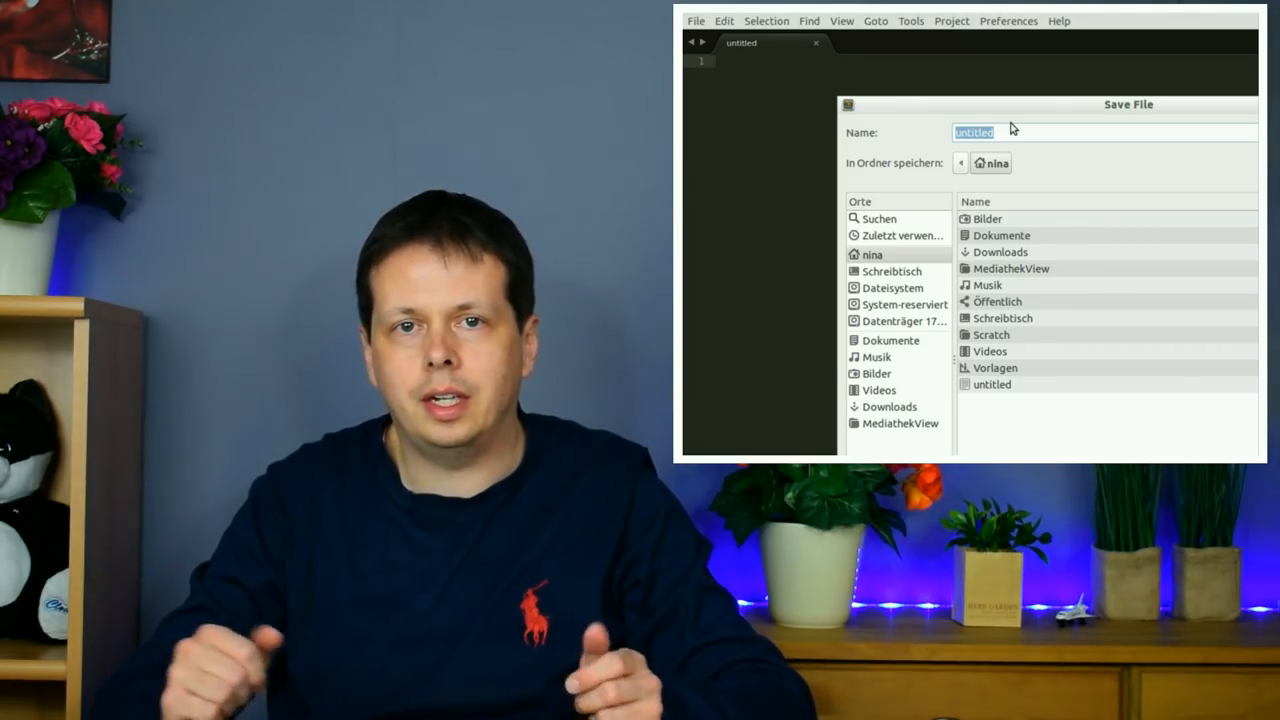 File Edit Selection Find View Goto Tools Project Preferences Help
untitled
1
Save File
Name: untitled
In Ordner speichern: nina
Orte
Suchen
Zuletzt verwen...
nina
Schreibtisch
Dateisystem
System-reserviert
Datenträger 17...
Dokumente
Musik
Bilder
Videos
Downloads
MediathekView
Name
Bilder
Dokumente
Downloads
MediathekView
Musik
Öffentlich
Schreibtisch
Scratch
Videos
Vorlagen
untitled
HERB GARDEN